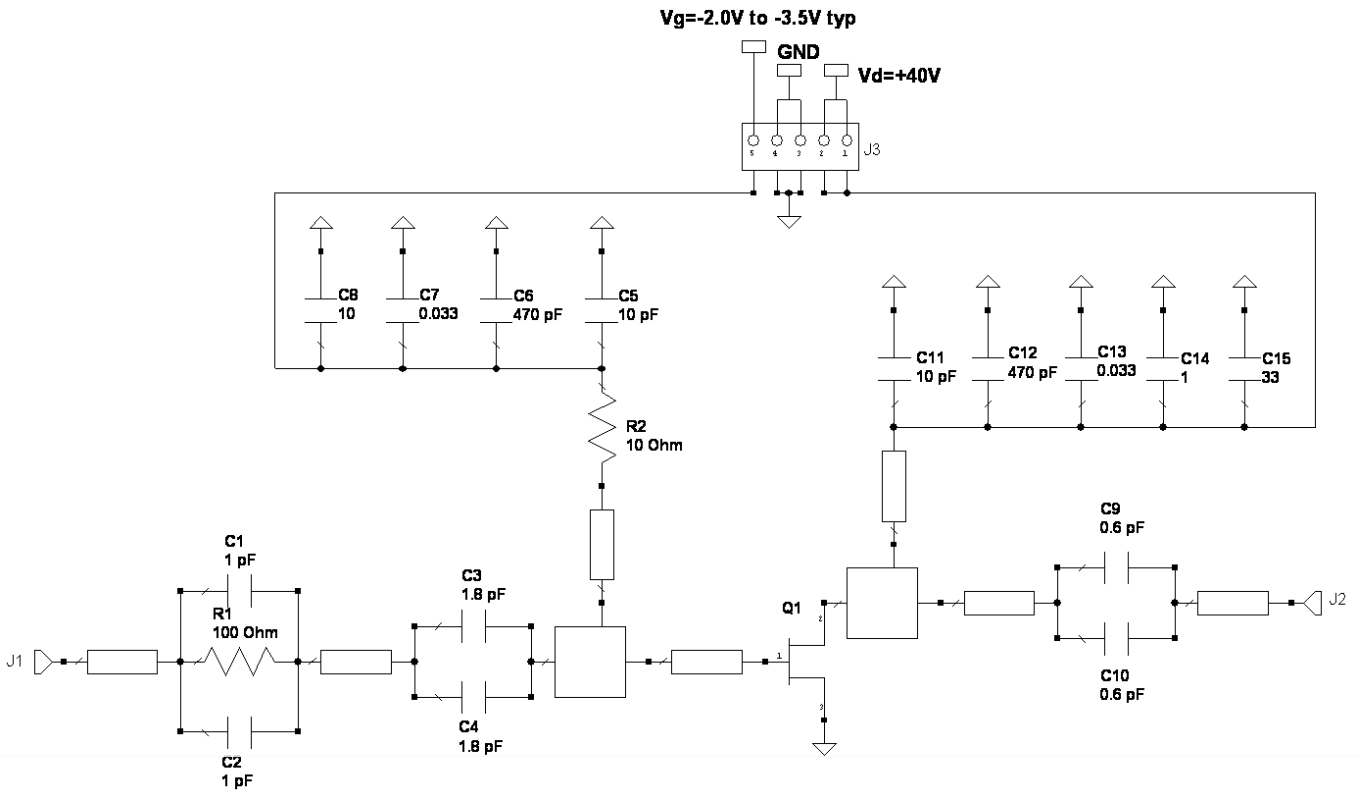 Vg=-2.0V to -3.5V typ
GND
Vd=+40V
5 4 3 2 1
J3
C8
10
C7
0.033
C6
470 pF
C5
10 pF
C11
10 pF
C12
470 pF
C13
0.033
C14
1
C15
33
R2
10 Ohm
C9
0.6 pF
C1
1 pF
C3
1.8 pF
R1
100 Ohm
Q1
2
J2
J1
1
C10
0.6 pF
3
C4
1.8 pF
C2
1 pF